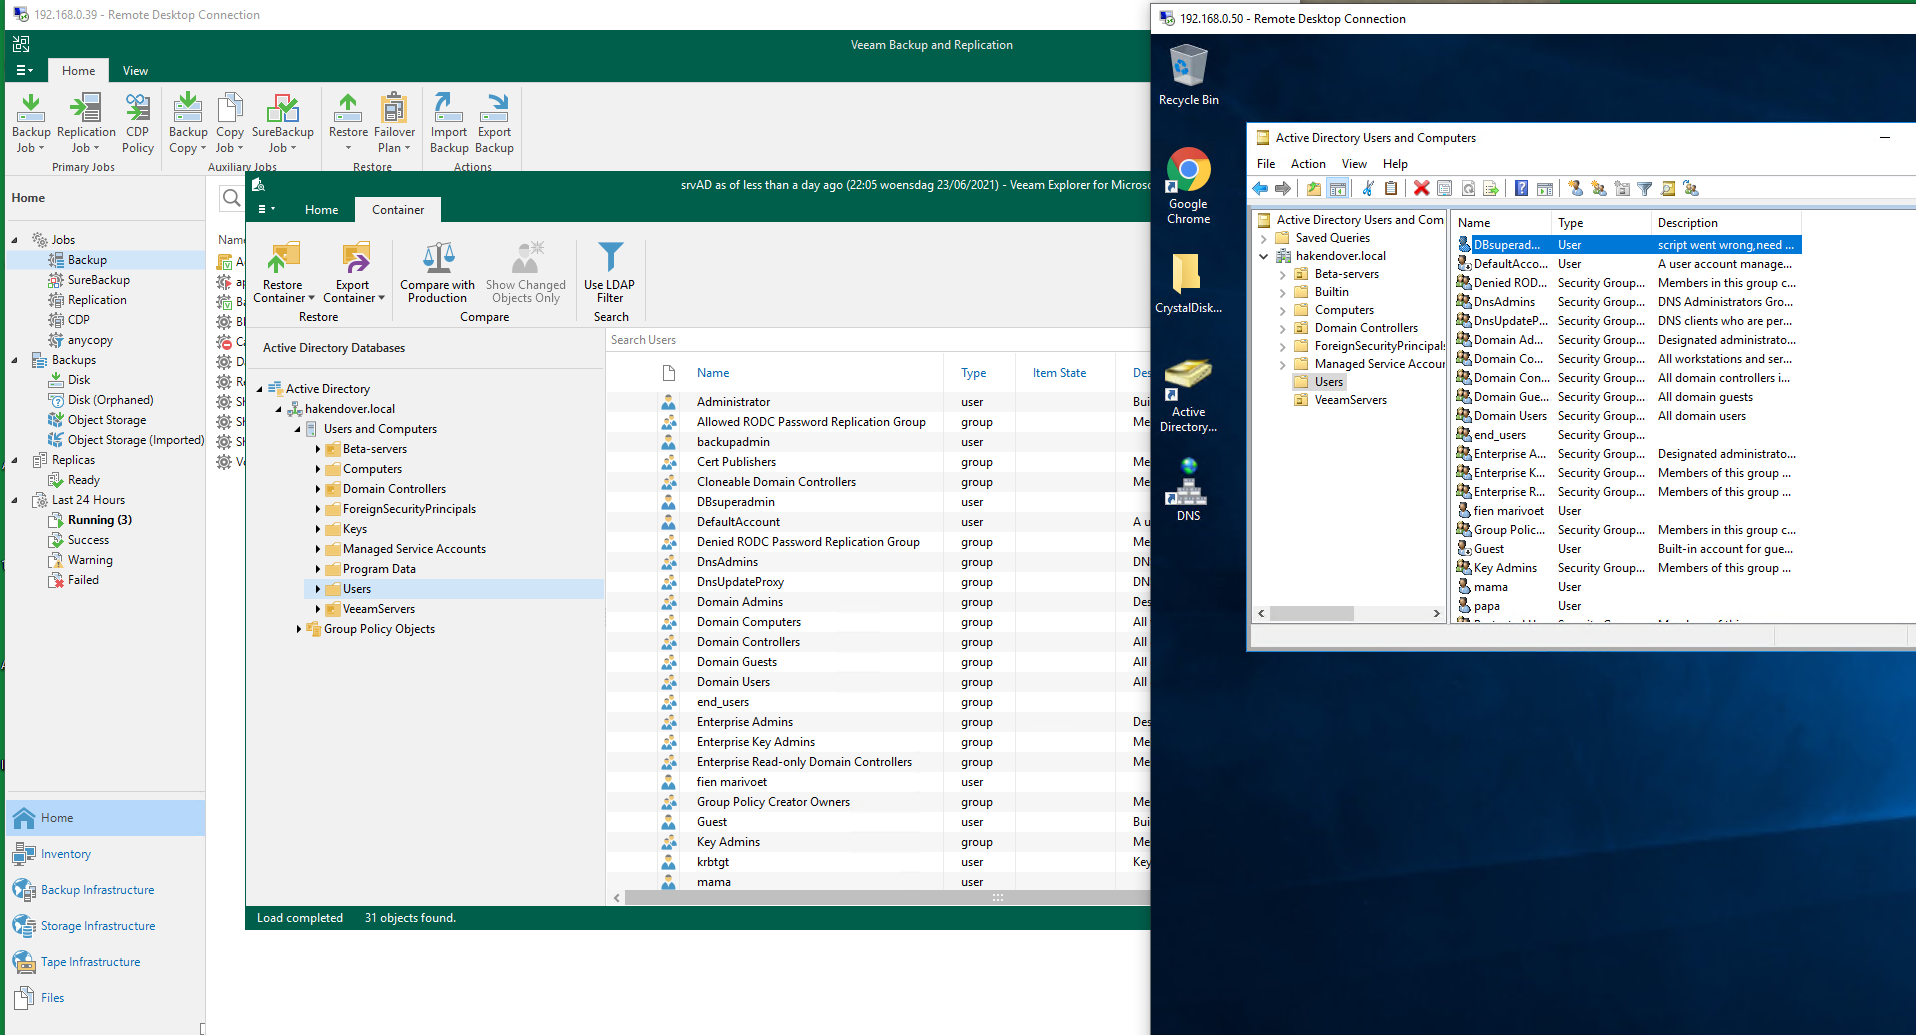 192.168.0.39 - Remote Desktop Connection
Veeam Backup and Replication
Home
View
Backup Job
Replication Job
CDP Policy
Primary Jobs
Backup Copy
Copy Job
SureBackup Job
Auxiliary Jobs
Restore
Failover Plan
Restore
Import Backup
Export Backup
Actions
Home
Jobs
Backup
SureBackup
Replication
CDP
anycopy
Backups
Disk
Disk (Orphaned)
Object Storage
Object Storage (Imported)
Replicas
Ready
Last 24 Hours
Running (3)
Success
Warning
Failed
Home
Inventory
Backup Infrastructure
Storage Infrastructure
Tape Infrastructure
Files
srvAD as of less than a day ago (22:05 woensdag 23/06/2021) - Veeam Explorer for Microso
Home
Container
Restore Container
Export Container
Restore
Compare with Production
Show Changed Objects Only
Compare
Use LDAP Filter
Search
Active Directory Databases
Active Directory
hakendover.local
Users and Computers
Beta-servers
Computers
Domain Controllers
ForeignSecurityPrincipals
Keys
Managed Service Accounts
Program Data
Users
VeeamServers
Group Policy Objects
Search Users
Name Type Item State Des
Administrator user Bui
Allowed RODC Password Replication Group group Me
backupadmin user
Cert Publishers group Me
Cloneable Domain Controllers group Me
DBsuperadmin user
DefaultAccount user A u
Denied RODC Password Replication Group group Me
DnsAdmins group DN
DnsUpdateProxy group DN
Domain Admins group Des
Domain Computers group All
Domain Controllers group All
Domain Guests group All
Domain Users group All
end_users group
Enterprise Admins group Des
Enterprise Key Admins group Me
Enterprise Read-only Domain Controllers group Me
fien marivoet user
Group Policy Creator Owners group Me
Guest user Bui
Key Admins group Me
krbtgt user Key
mama user
Load completed 31 objects found.
192.168.0.50 - Remote Desktop Connection
Recycle Bin
Google Chrome
CrystalDisk...
Active Directory...
DNS
Active Directory Users and Computers
File Action View Help
Active Directory Users and Com
Saved Queries
hakendover.local
Beta-servers
Builtin
Computers
Domain Controllers
ForeignSecurityPrincipals
Managed Service Accoun
Users
VeeamServers
Name Type Description
DBsuperad... User script went wrong,need ...
DefaultAcco... User A user account manage...
Denied ROD... Security Group... Members in this group c...
DnsAdmins Security Group... DNS Administrators Gro...
DnsUpdateP... Security Group... DNS clients who are per...
Domain Ad... Security Group... Designated administrato...
Domain Co... Security Group... All workstations and ser...
Domain Con... Security Group... All domain controllers i...
Domain Gue... Security Group... All domain guests
Domain Users Security Group... All domain users
end_users Security Group...
Enterprise A... Security Group... Designated administrato...
Enterprise K... Security Group... Members of this group ...
Enterprise R... Security Group... Members of this group ...
fien marivoet User
Group Polic... Security Group... Members in this group c...
Guest User Built-in account for gue...
Key Admins Security Group... Members of this group ...
mama User
papa User